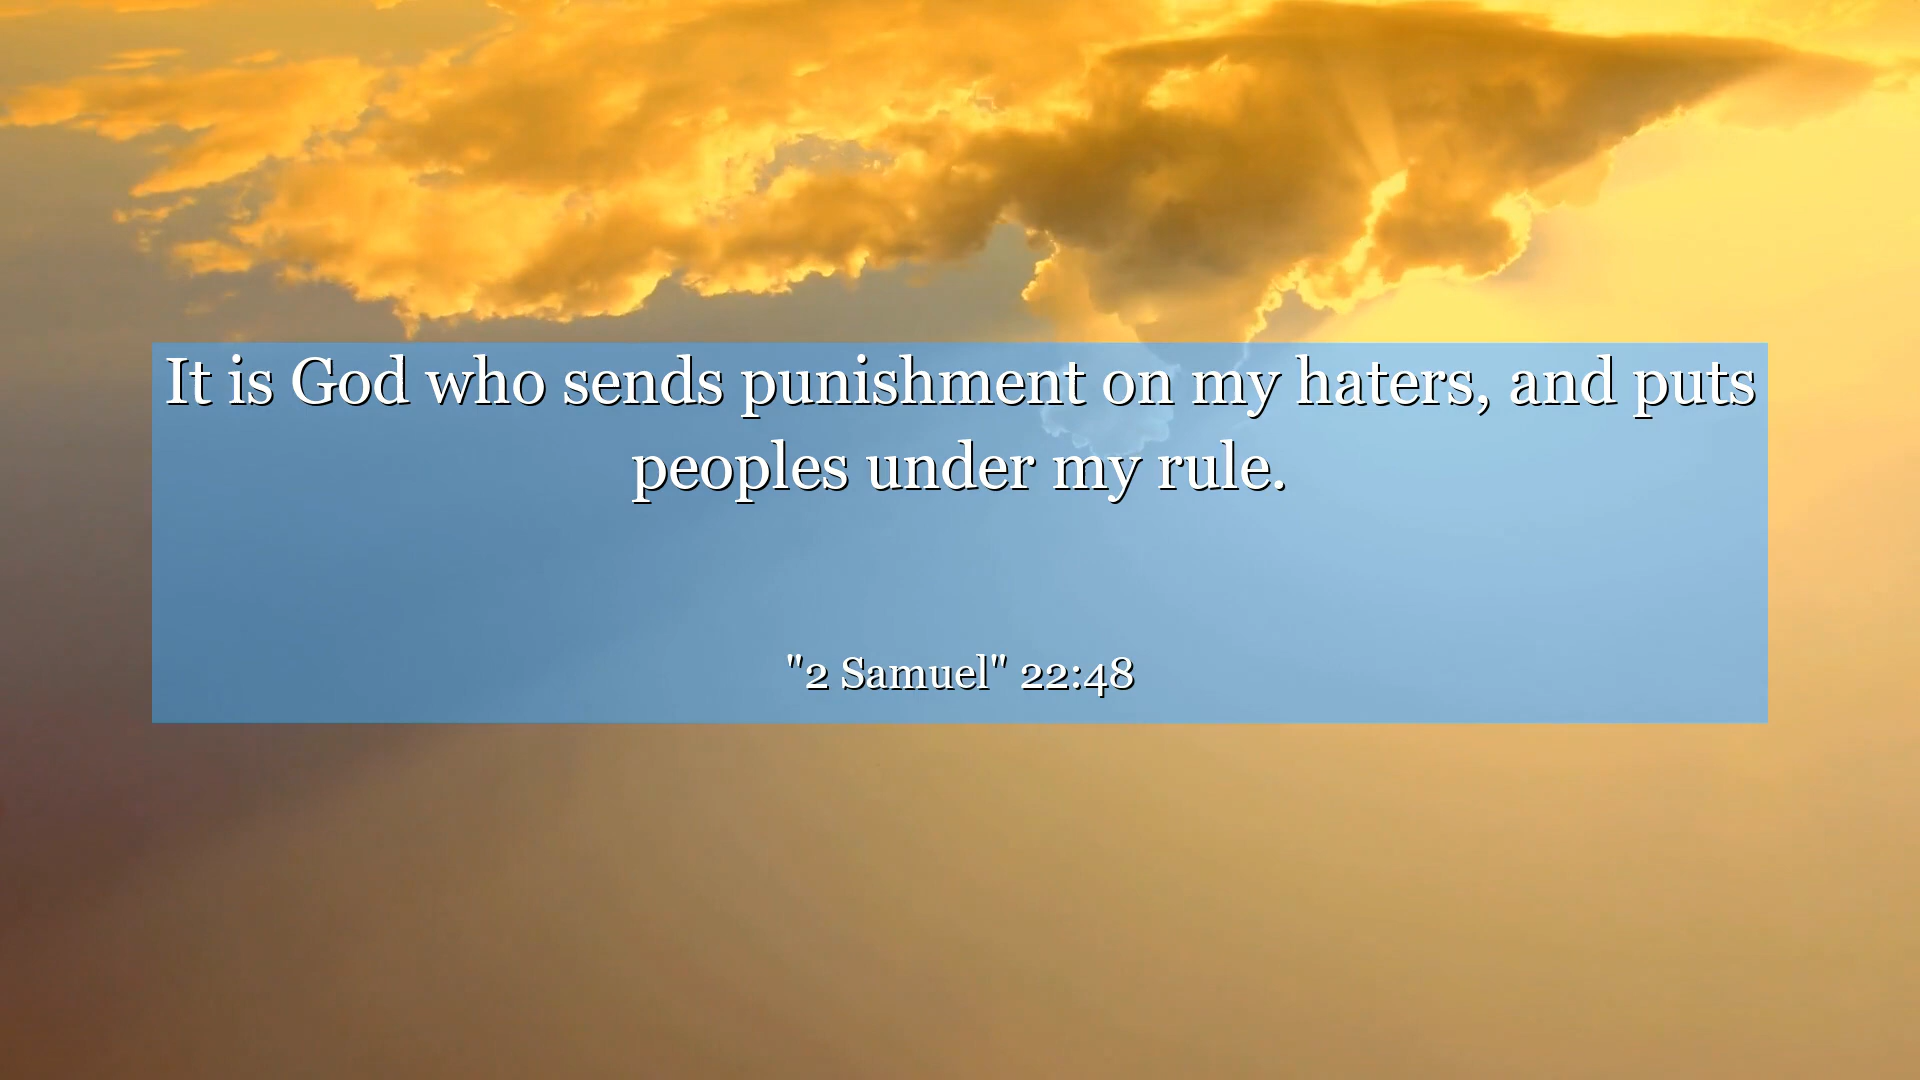 It is God who sends punishment on my haters, and puts
peoples under my rule.
"2 Samuel" 22:48